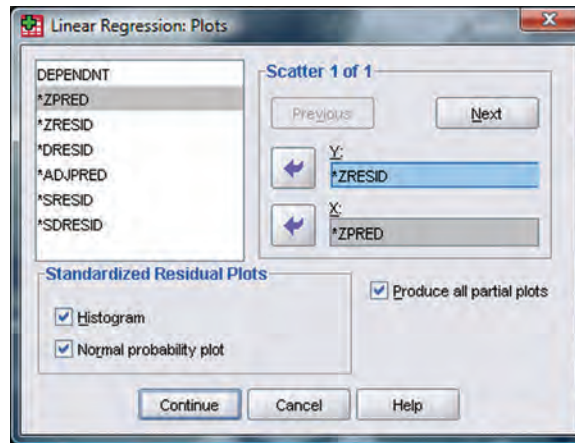 Linear Regression: Plots
DEPENDNT
*ZPRED
*ZRESID
*DRESID
*ADJPRED
*SRESID
*SDRESID
Scatter 1 of 1
Previous
Next
Y:
*ZRESID
X:
*ZPRED
Standardized Residual Plots
Histogram
Normal probability plot
Produce all partial plots
Continue
Cancel
Help